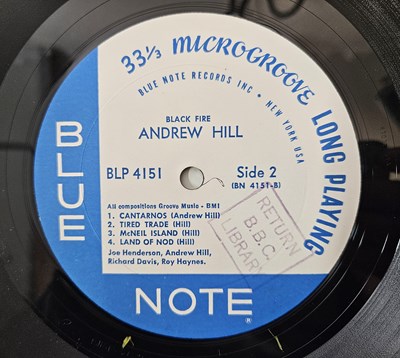 33⅓ MICROGROOVE LONG PLAYING
BLUE NOTE RECORDS INC • NEW YORK USA
BLACK FIRE
ANDREW HILL
BLP 4151
Side 2
(BN 4151-B)
All compositions Groove Music - BMI
1. CANTARNOS (Andrew Hill)
2. TIRED TRADE (Hill)
3. McNEIL ISLAND (Hill)
4. LAND OF NOD (Hill)
Joe Henderson, Andrew Hill,
Richard Davis, Roy Haynes.
RETURN
B.B.C.
LIBRARY
BLUE
NOTE
®